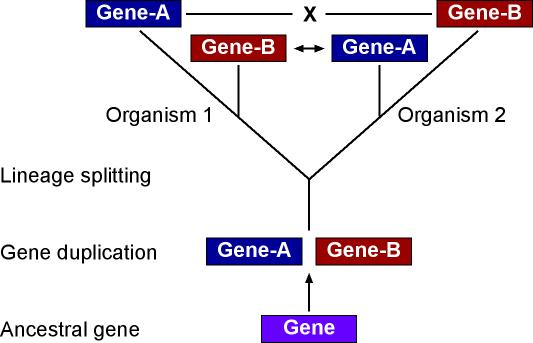 Gene-A X Gene-B
Gene-B Gene-A
Organism 1 Organism 2
Lineage splitting
Gene duplication Gene-A Gene-B
Ancestral gene Gene